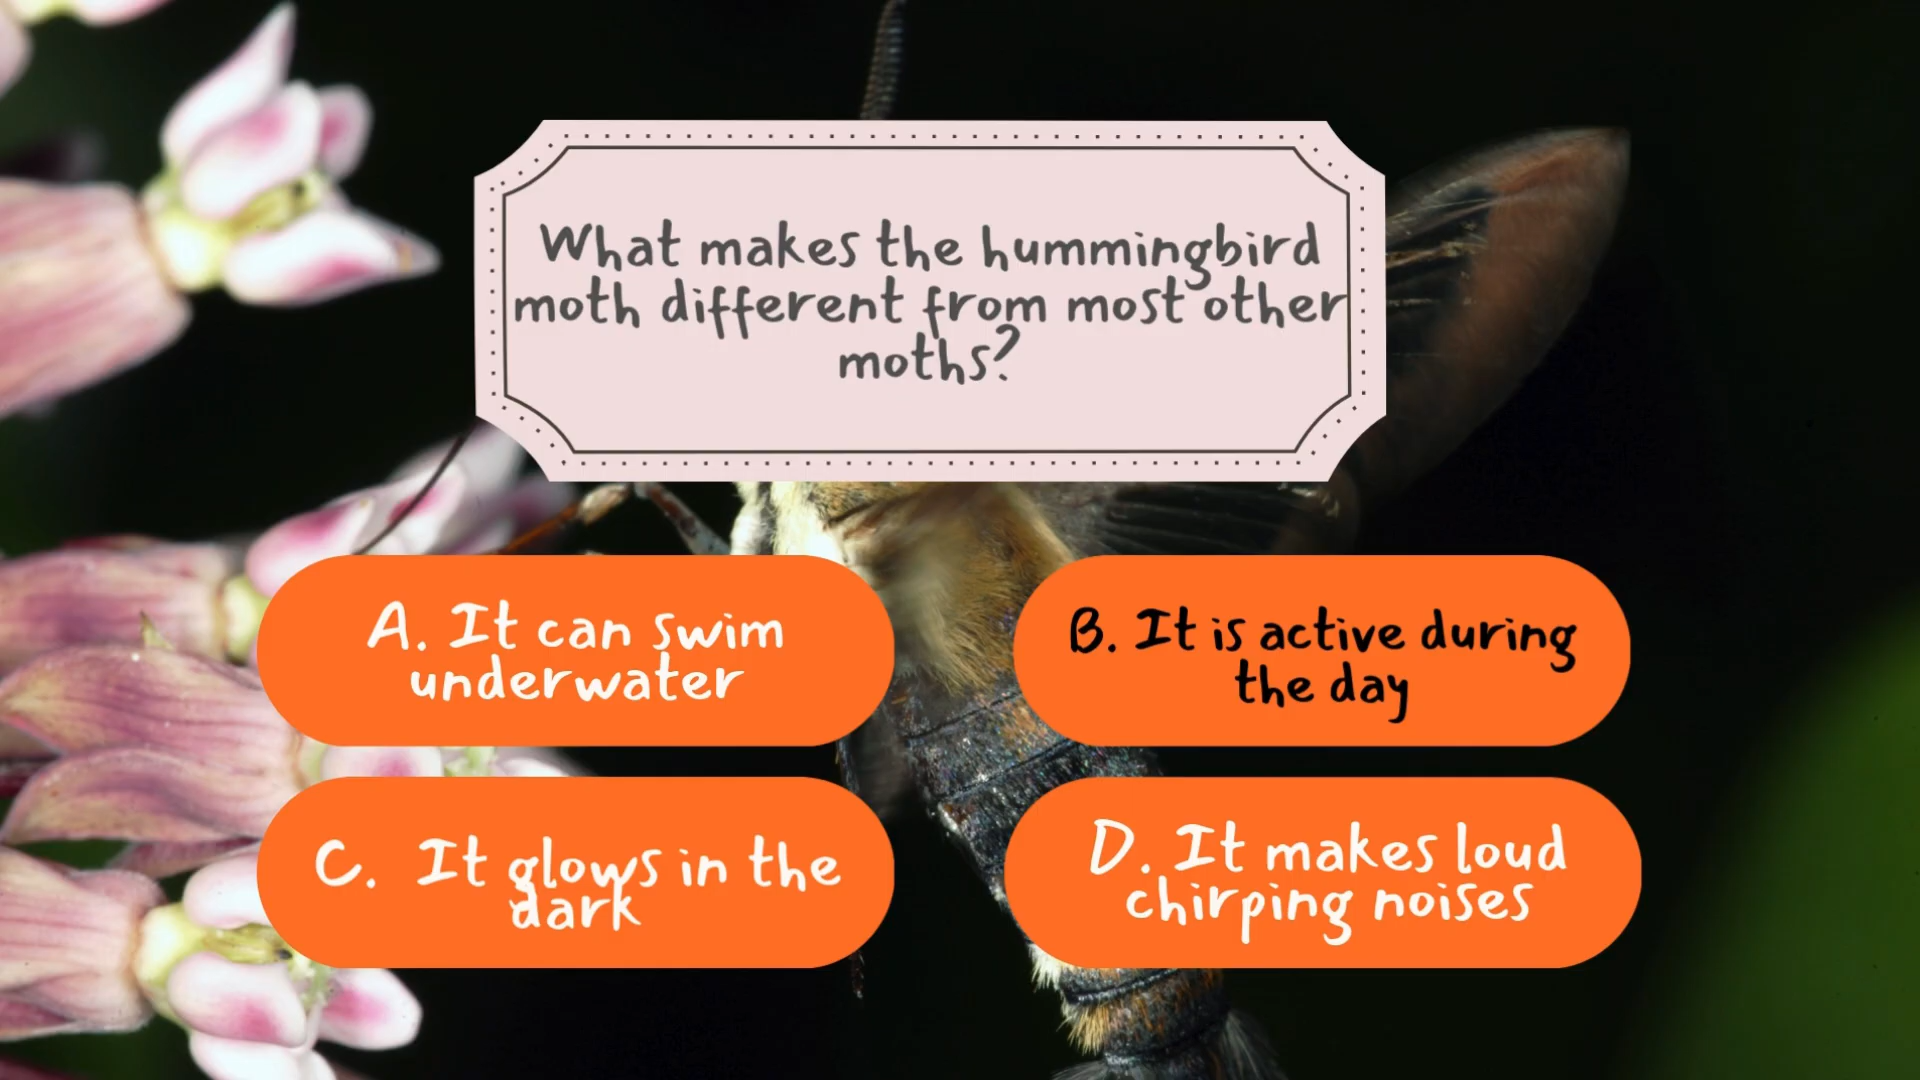 What makes the hummingbird
moth different from most other
moths?
A. It can swim
underwater
B. It is active during
the day
C. It glows in the
dark
D. It makes loud
chirping noises